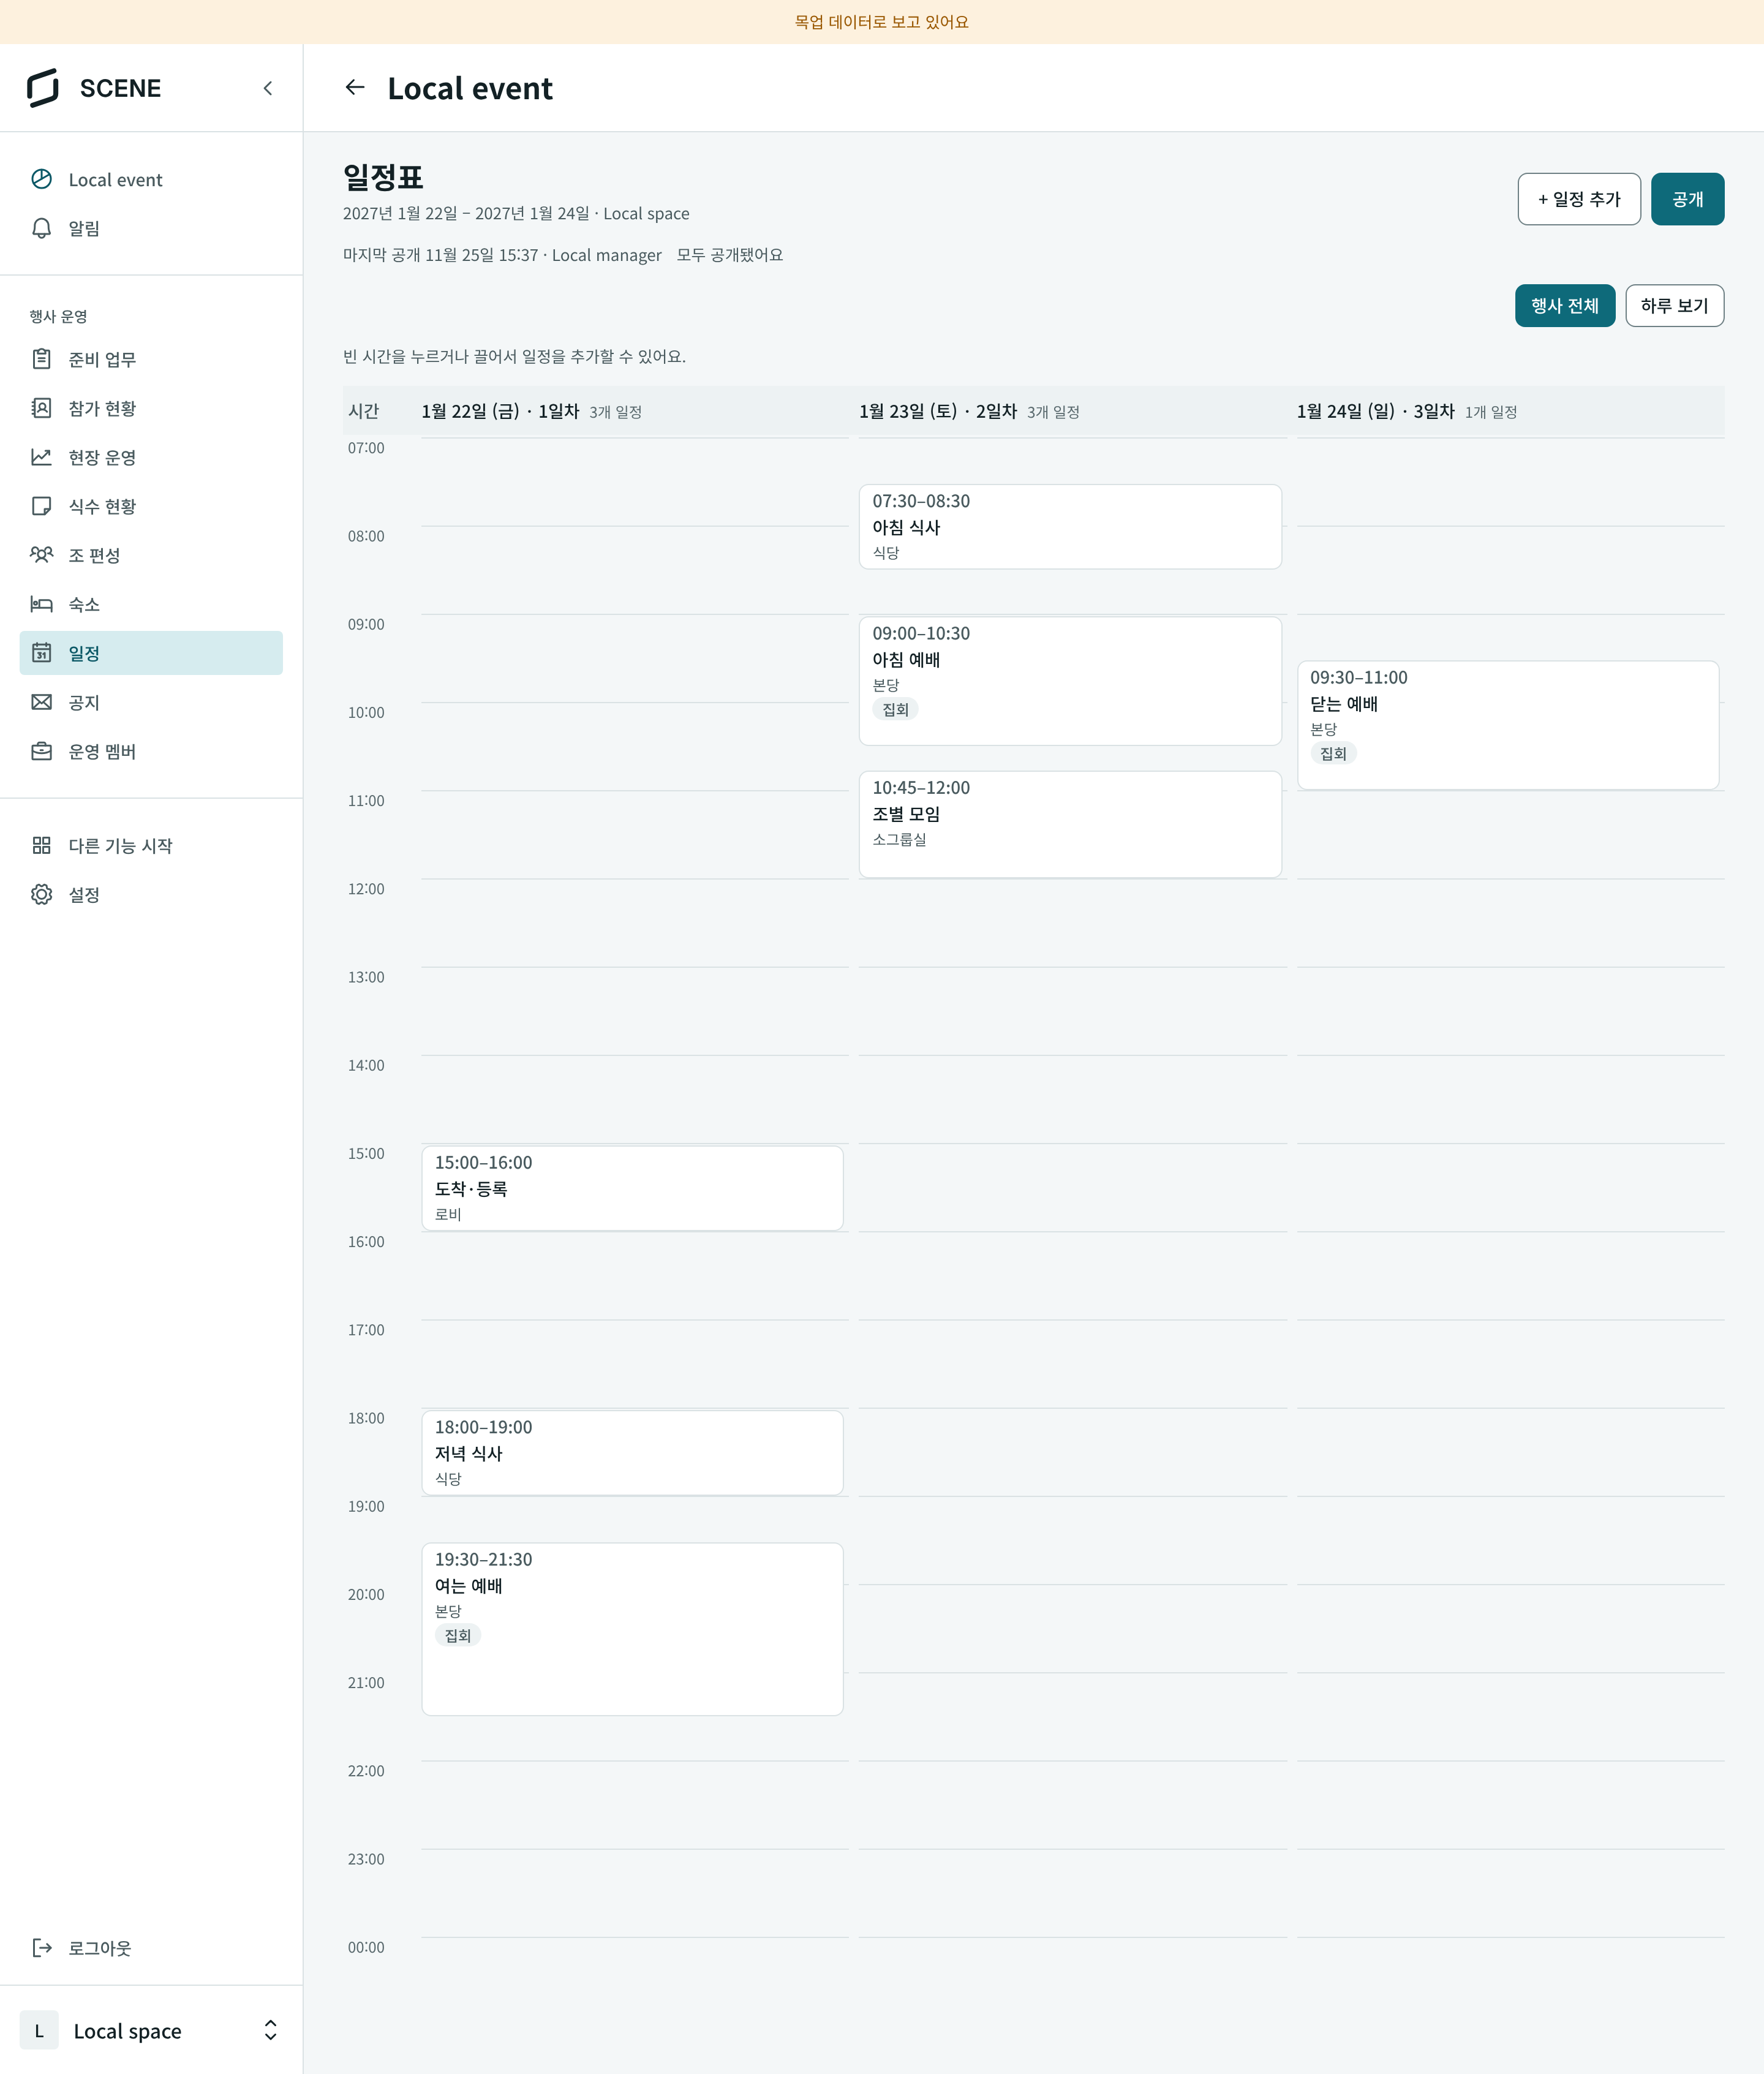 목업 데이터로 보고 있어요
SCENE
Local event
알림
행사 운영
준비 업무
참가 현황
현장 운영
식수 현황
조 편성
숙소
31
일정
공지
운영 멤버
다른 기능 시작
설정
로그아웃
L
Local space
Local event
일정표
2027년 1월 22일 – 2027년 1월 24일 · Local space
+ 일정 추가
공개
마지막 공개 11월 25일 15:37 · Local manager 모두 공개됐어요
행사 전체
하루 보기
빈 시간을 누르거나 끌어서 일정을 추가할 수 있어요.
시간
1월 22일 (금) · 1일차 3개 일정
1월 23일 (토) · 2일차 3개 일정
1월 24일 (일) · 3일차 1개 일정
07:00
08:00
09:00
10:00
11:00
12:00
13:00
14:00
15:00
16:00
17:00
18:00
19:00
20:00
21:00
22:00
23:00
00:00
15:00–16:00
도착·등록
로비
18:00–19:00
저녁 식사
식당
19:30–21:30
여는 예배
본당
집회
07:30–08:30
아침 식사
식당
09:00–10:30
아침 예배
본당
집회
10:45–12:00
조별 모임
소그룹실
09:30–11:00
닫는 예배
본당
집회